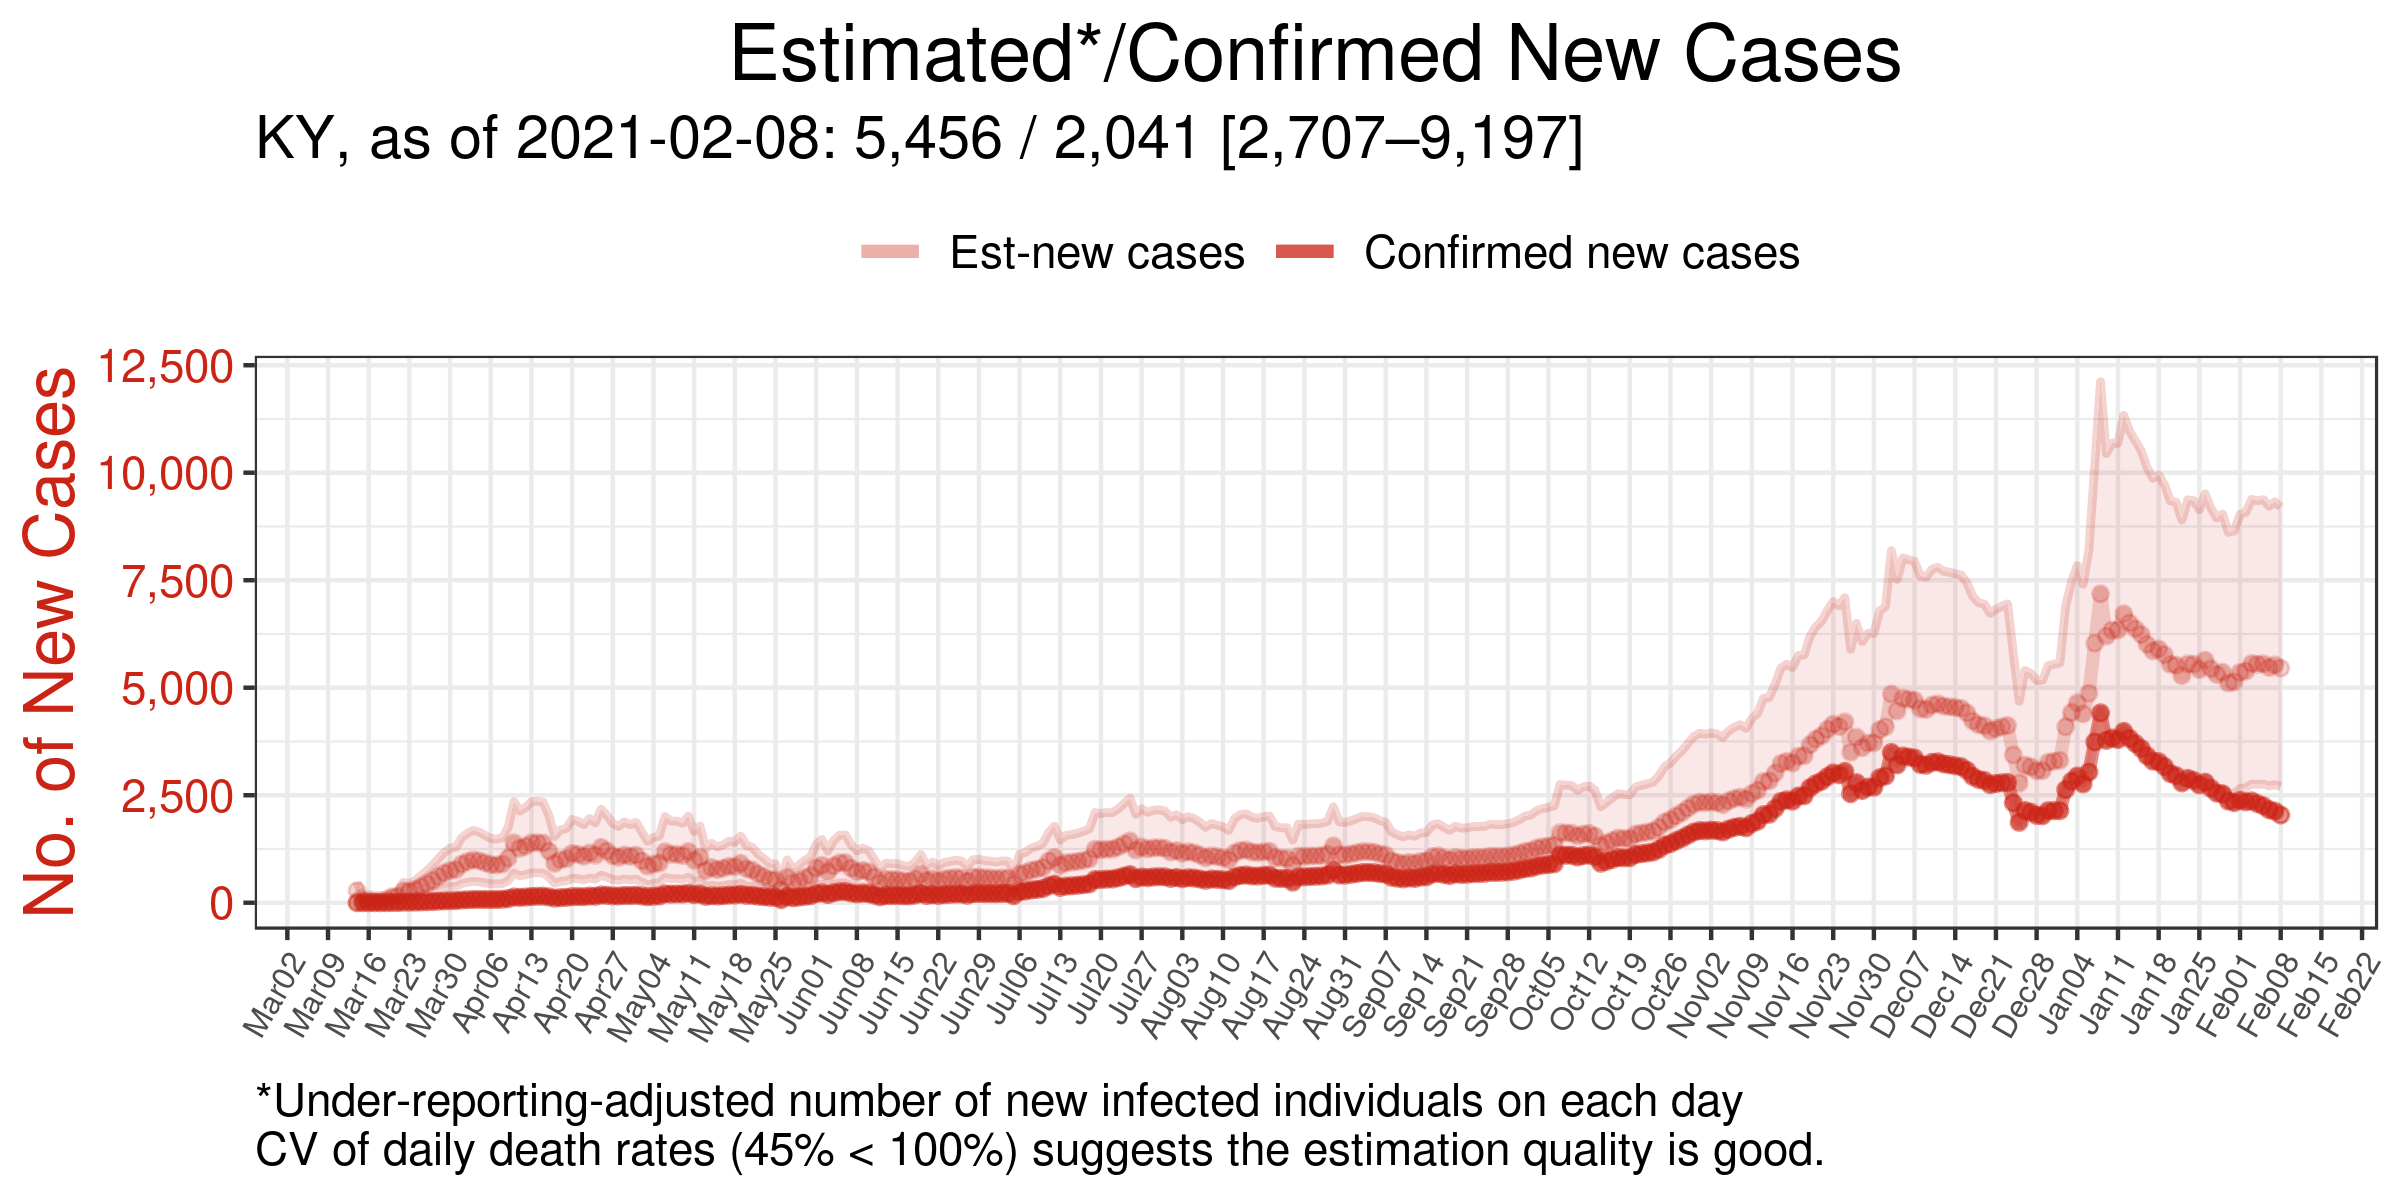 Estimated*/Confirmed New Cases
KY, as of 2021-02-08: 5,456 / 2,041 [2,707–9,197]
Est-new cases
Confirmed new cases
No. of New Cases
12,500
10,000
7,500
5,000
2,500
0
Mar02
Mar09
Mar16
Mar23
Mar30
Apr06
Apr13
Apr20
Apr27
May04
May11
May18
May25
Jun01
Jun08
Jun15
Jun22
Jun29
Jul06
Jul13
Jul20
Jul27
Aug03
Aug10
Aug17
Aug24
Aug31
Sep07
Sep14
Sep21
Sep28
Oct05
Oct12
Oct19
Oct26
Nov02
Nov09
Nov16
Nov23
Nov30
Dec07
Dec14
Dec21
Dec28
Jan04
Jan11
Jan18
Jan25
Feb01
Feb08
Feb15
Feb22
*Under-reporting-adjusted number of new infected individuals on each day
CV of daily death rates (45% < 100%) suggests the estimation quality is good.